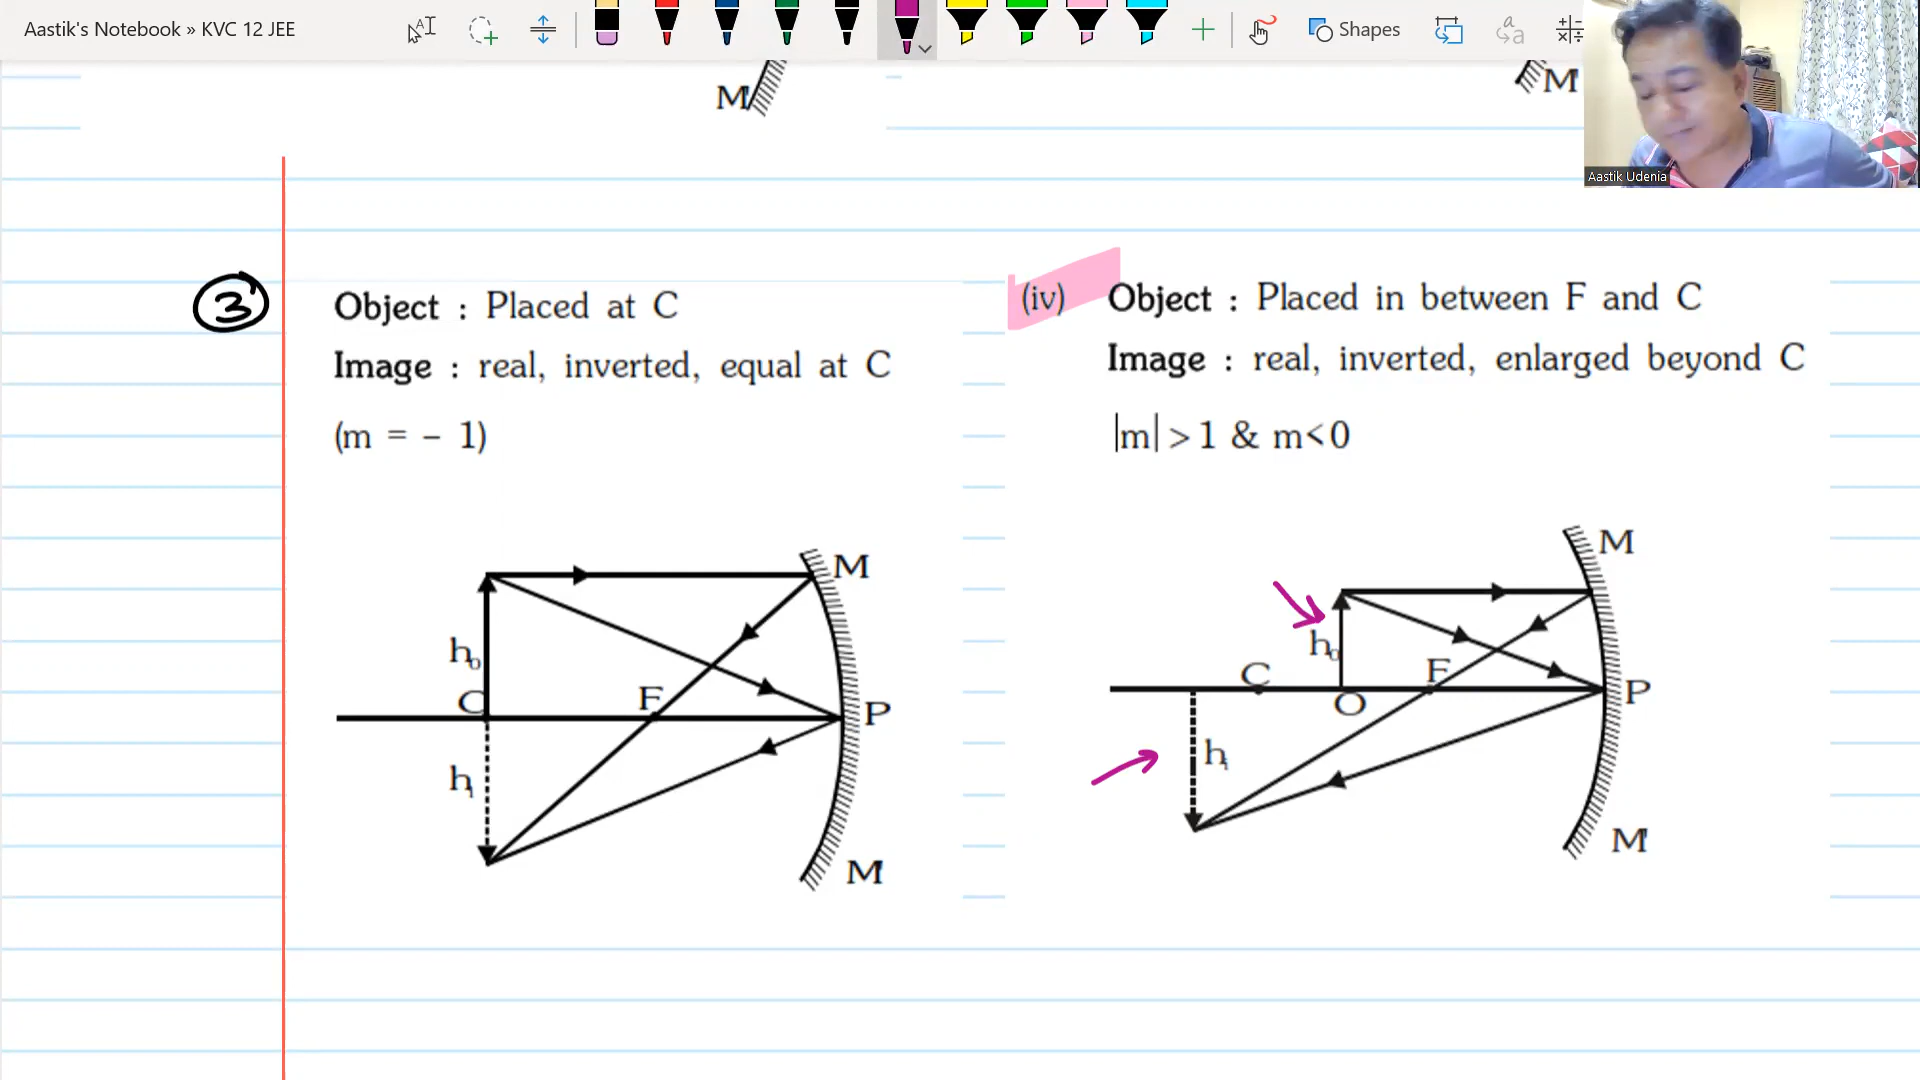 Aastik's Notebook » KVC 12 JEE
Shapes
M'
M'
Aastik Udenia
3
Object : Placed at C
Image : real, inverted, equal at C
(m = – 1)
M
h₀
C
F
P
hᵢ
M'
(iv) Object : Placed in between F and C
Image : real, inverted, enlarged beyond C
|m| > 1 & m<0
M
h₀
C
F
O
P
hᵢ
M'